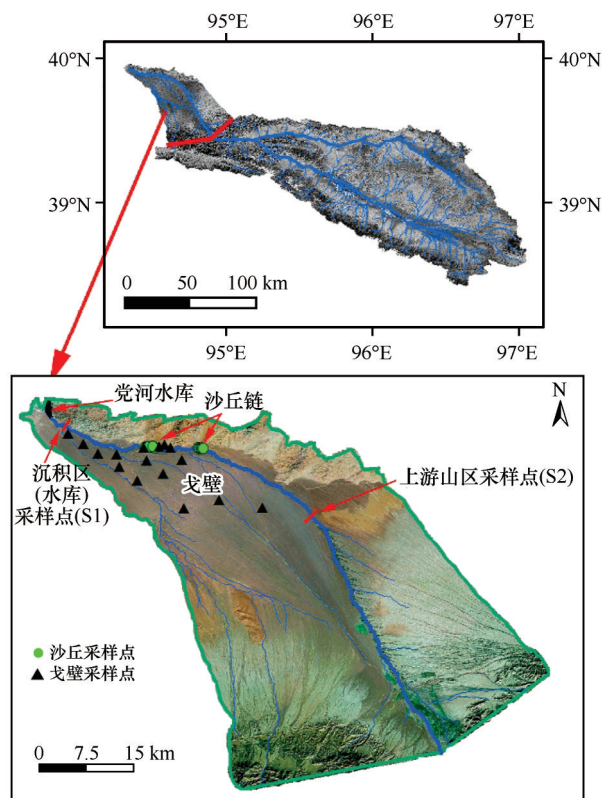 95°E 96°E 97°E
40°N 40°N
39°N 39°N
0 50 100 km
95°E 96°E 97°E
党河水库
沙丘链
N
沉积区
(水库)
采样点(S1)
戈壁
上游山区采样点(S2)
沙丘采样点
戈壁采样点
0 7.5 15 km